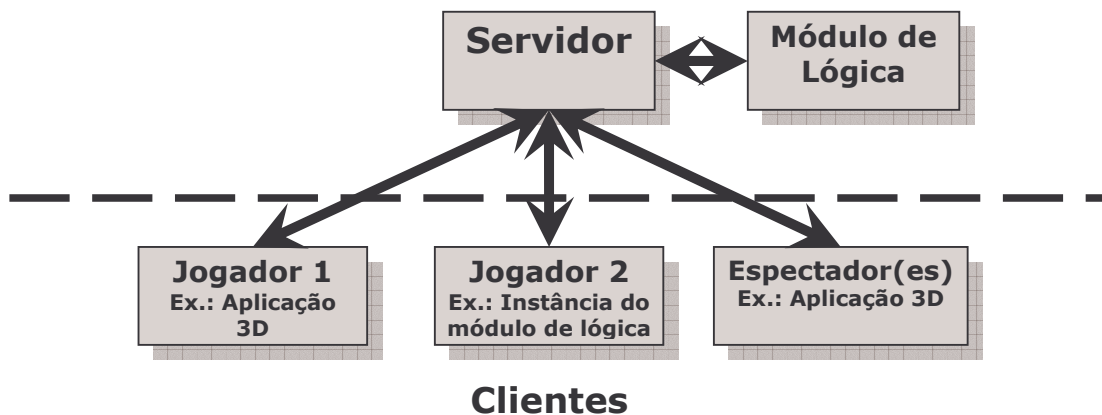 Servidor
Módulo de
Lógica
Jogador 1
Ex.: Aplicação
3D
Jogador 2
Ex.: Instância do
módulo de lógica
Espectador(es)
Ex.: Aplicação 3D
Clientes